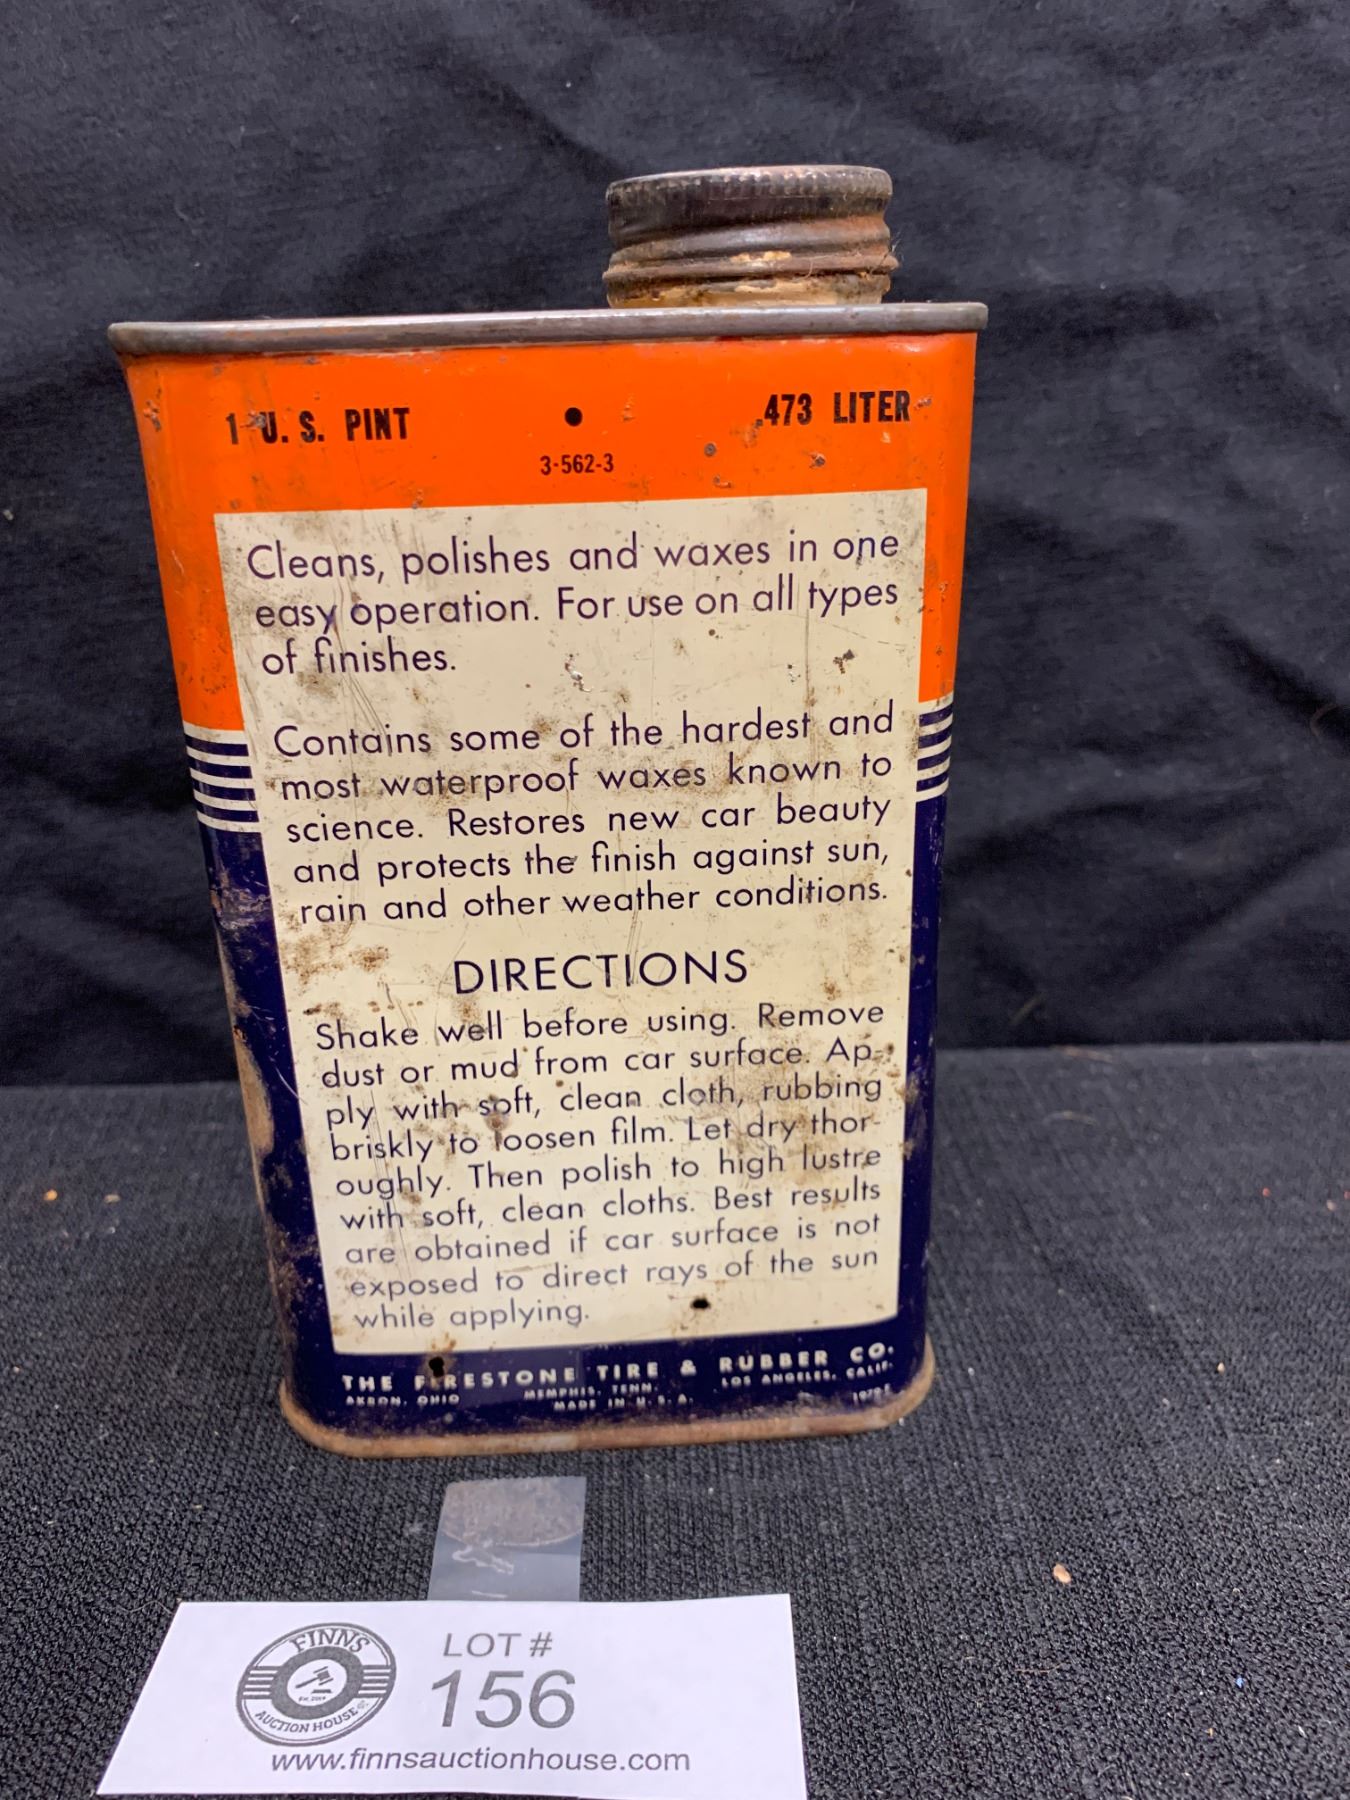 1 U. S. PINT • .473 LITER
3-562-3
Cleans, polishes and waxes in one
easy operation. For use on all types
of finishes.
Contains some of the hardest and
most waterproof waxes known to
science. Restores new car beauty
and protects the finish against sun,
rain and other weather conditions.
DIRECTIONS
Shake well before using. Remove
dust or mud from car surface. Ap-
ply with soft, clean cloth, rubbing
briskly to loosen film. Let dry thor-
oughly. Then polish to high lustre
with soft, clean cloths. Best results
are obtained if car surface is not
exposed to direct rays of the sun
while applying.
THE FIRESTONE TIRE & RUBBER CO.
AKRON, OHIO MEMPHIS, TENN. LOS ANGELES, CALIF.
MADE IN U. S. A.
FINNS
EST. 2019
AUCTION HOUSE
LOT #
156
www.finnsauctionhouse.com